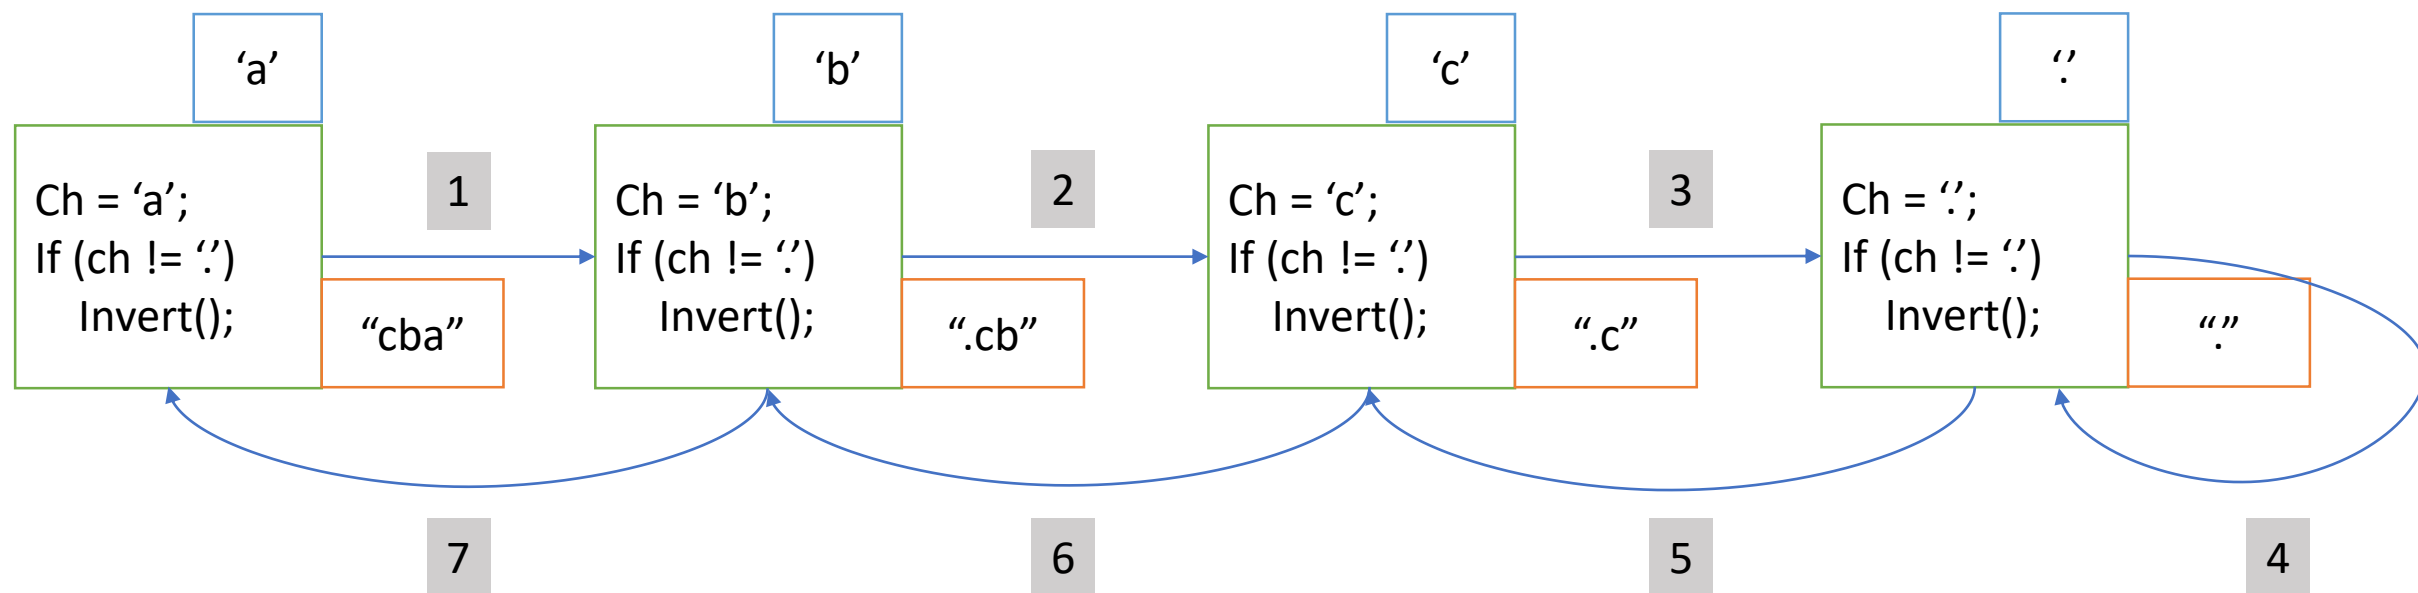 ‘a’
‘b’
‘c’
‘.’
Ch = ‘a’;
If (ch != ‘.’)
Invert();
1
“cba”
Ch = ‘b’;
If (ch != ‘.’)
Invert();
2
“.cb”
Ch = ‘c’;
If (ch != ‘.’)
Invert();
3
“.c”
Ch = ‘.’;
If (ch != ‘.’)
Invert();
“.”
7
6
5
4